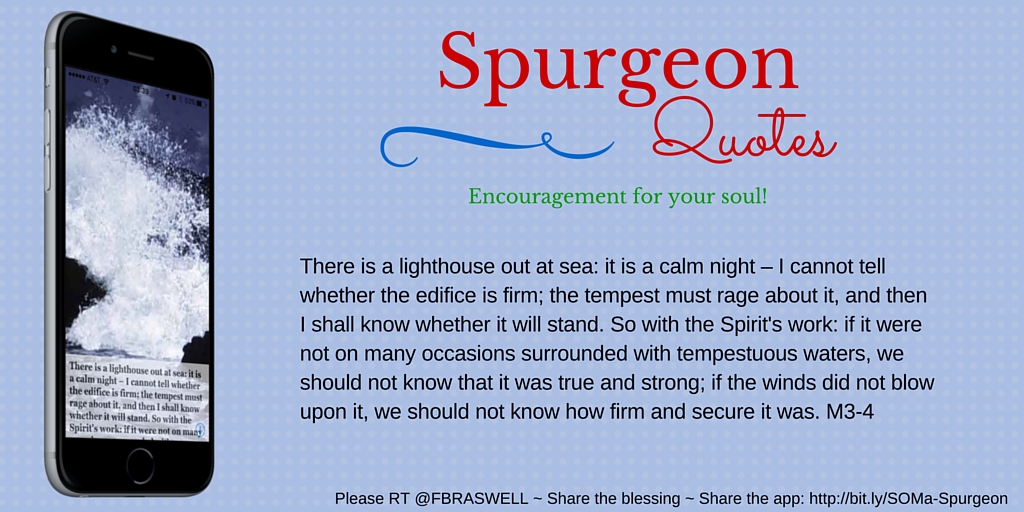 AT&T
Spurgeon
Quotes
Encouragement for your soul!
There is a lighthouse out at sea: it is a calm night – I cannot tell
whether the edifice is firm; the tempest must rage about it, and then
I shall know whether it will stand. So with the Spirit's work: if it were
not on many occasions surrounded with tempestuous waters, we
should not know that it was true and strong; if the winds did not blow
upon it, we should not know how firm and secure it was. M3-4
There is a lighthouse out at sea: it is
a calm night – I cannot tell whether
the edifice is firm; the tempest must
rage about it, and then I shall know
whether it will stand. So with the
Spirit's work: if it were not on many
Please RT @FBRASWELL ~ Share the blessing ~ Share the app: http://bit.ly/SOMa-Spurgeon